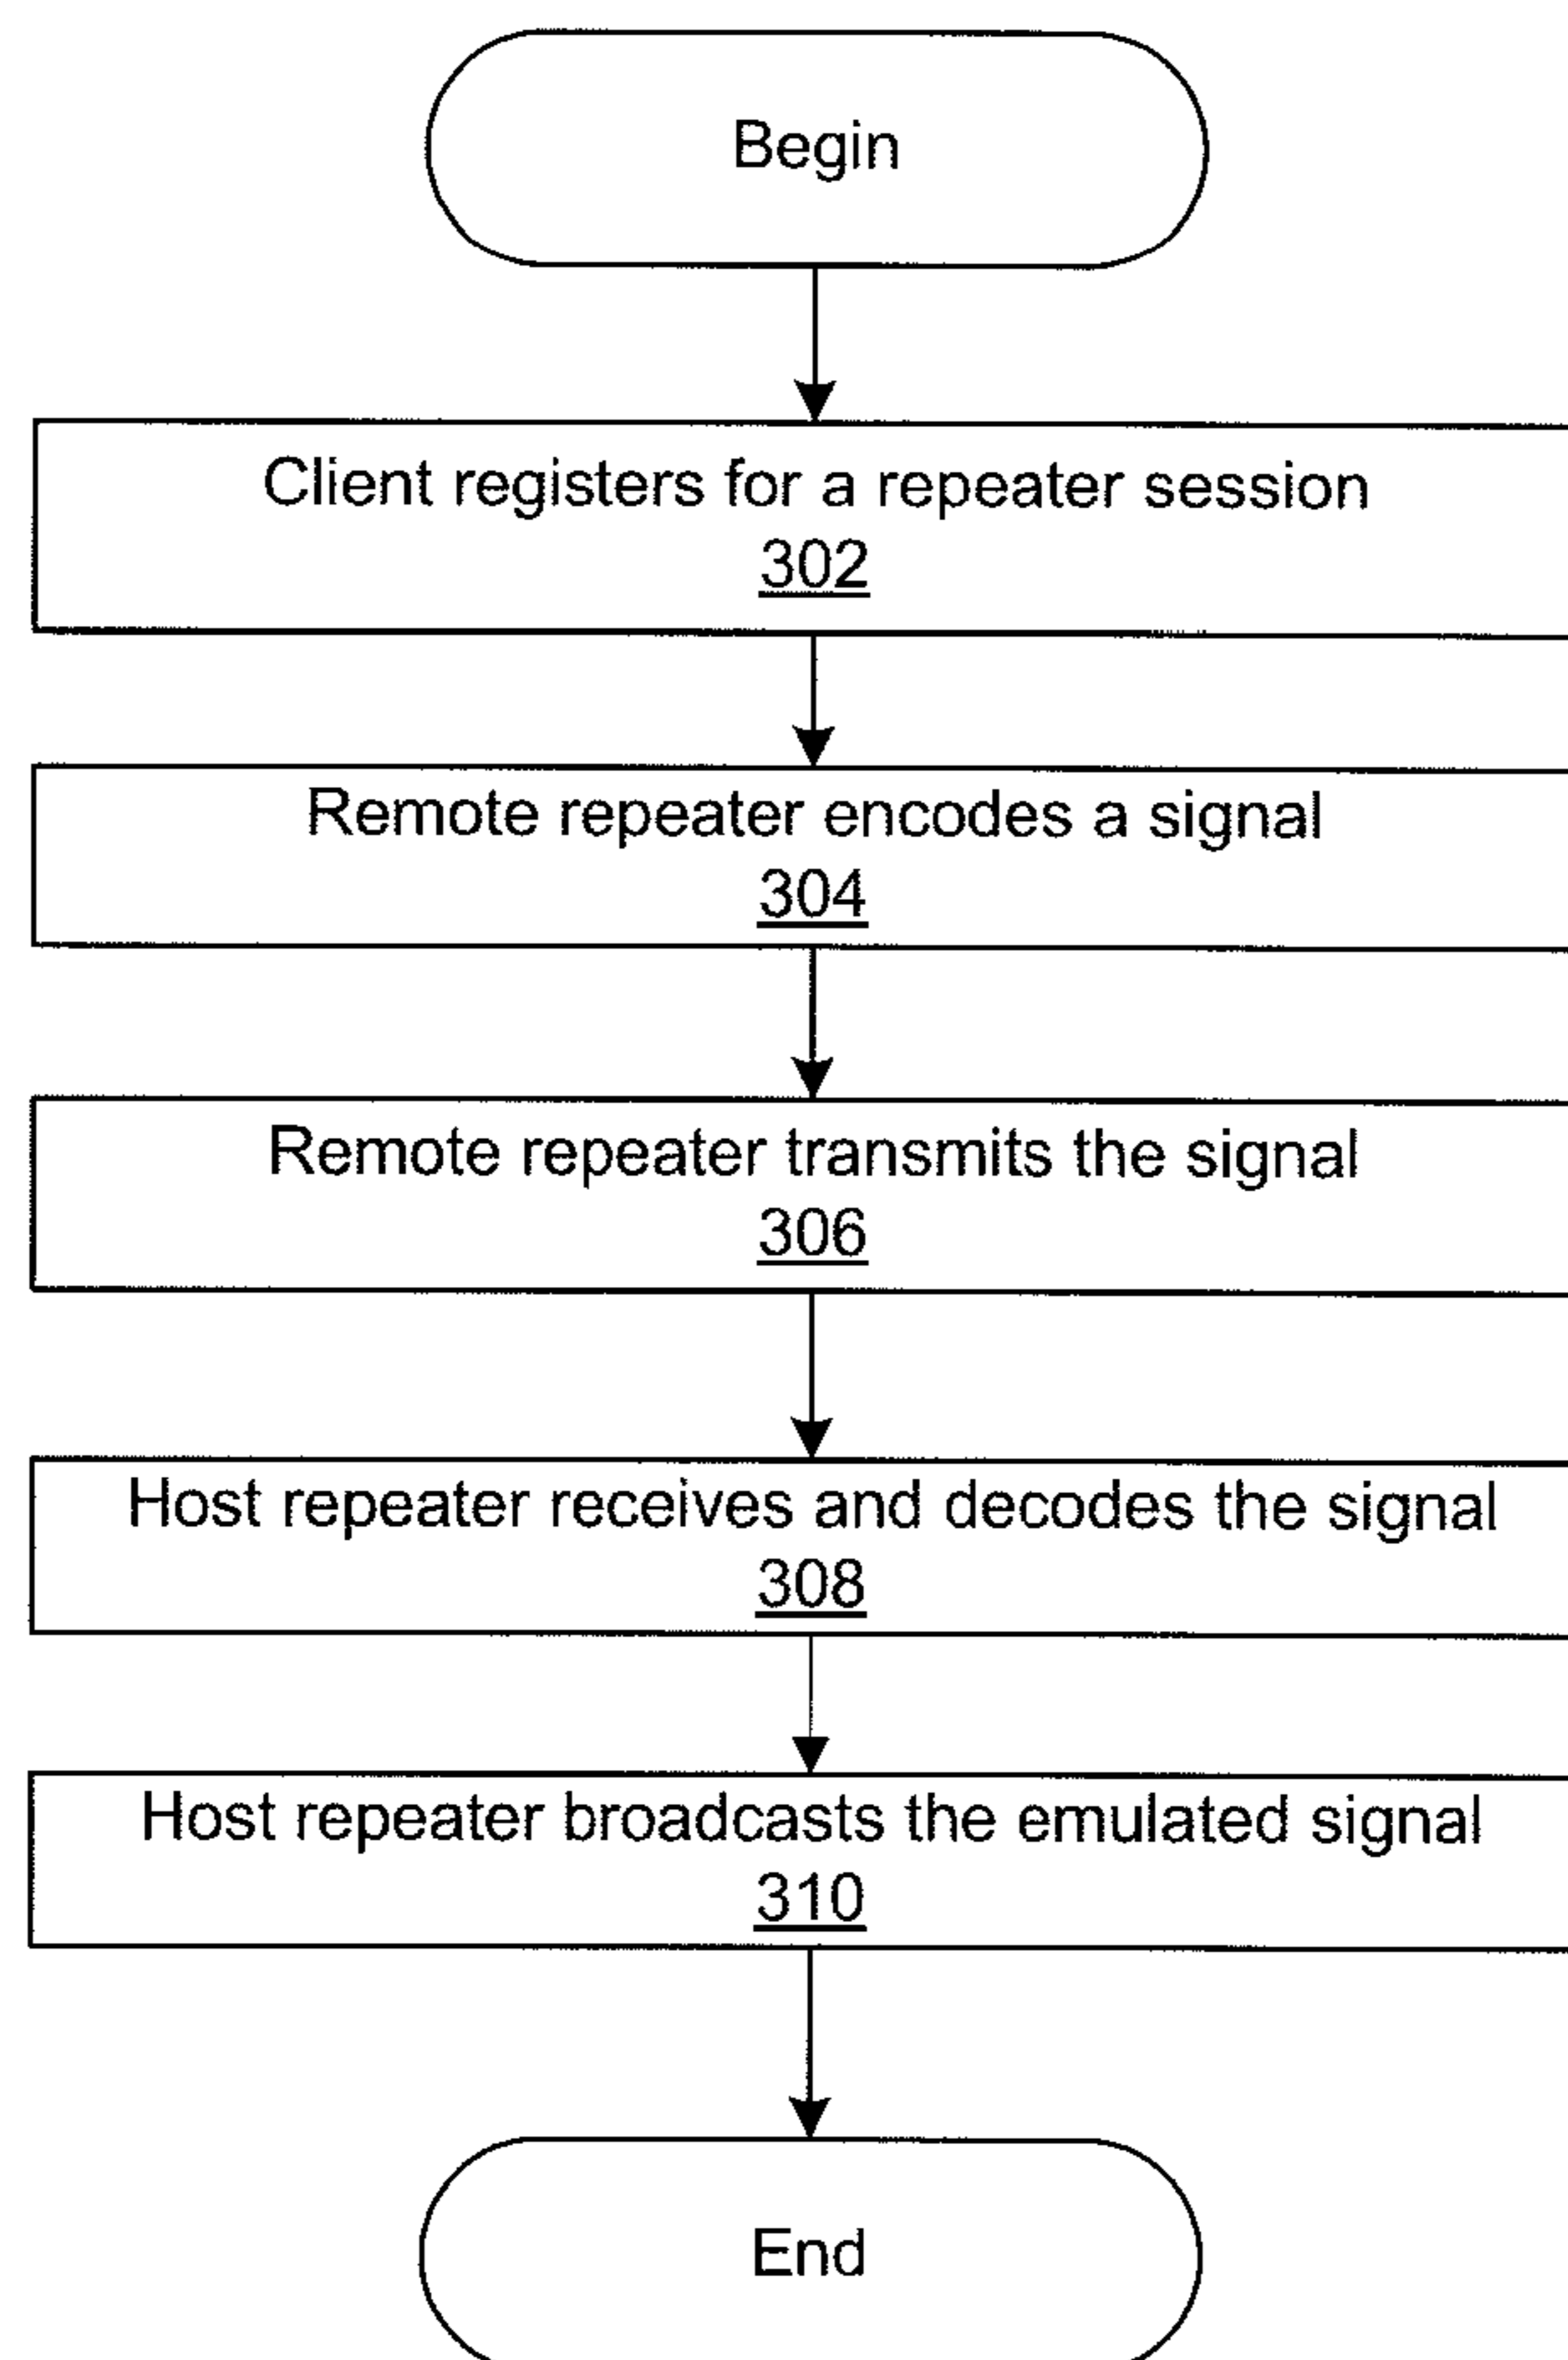 Begin
Client registers for a repeater session
302
Remote repeater encodes a signal
304
Remote repeater transmits the signal
306
Host repeater receives and decodes the signal
308
Host repeater broadcasts the emulated signal
310
End